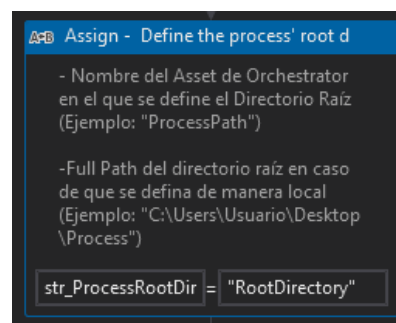 A=B Assign - Define the process' root d
- Nombre del Asset de Orchestrator
en el que se define el Directorio Raíz
(Ejemplo: "ProcessPath")
-Full Path del directorio raíz en caso
de que se defina de manera local
(Ejemplo: "C:\Users\Usuario\Desktop
\Process")
str_ProcessRootDir = "RootDirectory"